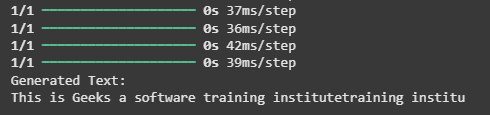 1/1 ━━━━━━━━━━━━━━━━━━━━ 0s 37ms/step
1/1 ━━━━━━━━━━━━━━━━━━━━ 0s 36ms/step
1/1 ━━━━━━━━━━━━━━━━━━━━ 0s 42ms/step
1/1 ━━━━━━━━━━━━━━━━━━━━ 0s 39ms/step
Generated Text:
This is Geeks a software training institutetraining institu